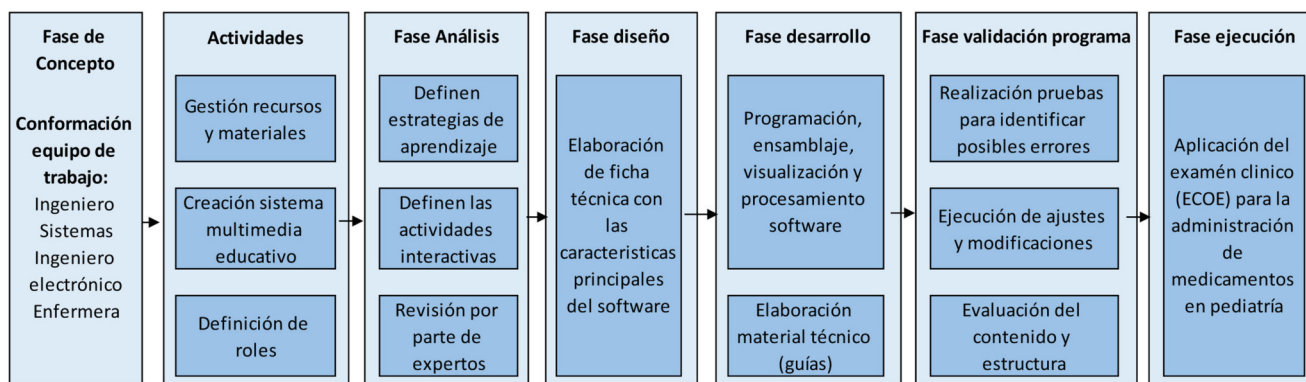 Fase de
Concepto
Conformación
equipo de
trabajo:
Ingeniero
Sistemas
Ingeniero
electrónico
Enfermera
Actividades
Gestión recursos
y materiales
Creación sistema
multimedia
educativo
Definición de
roles
Fase Análisis
Definen
estrategias de
aprendizaje
Definen las
actividades
interactivas
Revisión por
parte de
expertos
Fase diseño
Elaboración
de ficha
técnica con
las
caracteristicas
principales
del software
Fase desarrollo
Programación,
ensamblaje,
visualización y
procesamiento
software
Elaboración
material técnico
(guías)
Fase validación programa
Realización pruebas
para identificar
posibles errores
Ejecución de ajustes
y modificaciones
Evaluación del
contenido y
estructura
Fase ejecución
Aplicación del
examén clinico
(ECOE) para la
administración
de
medicamentos
en pediatría